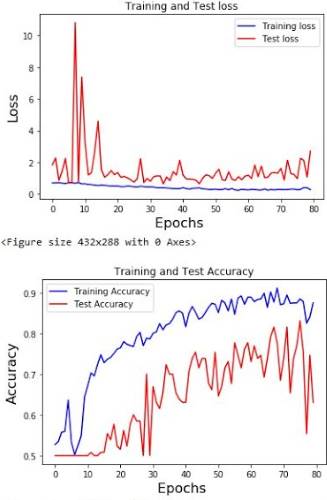 Training and Test loss
Training loss
Test loss
10
8
6
4
2
0
Loss
0 10 20 30 40 50 60 70 80
Epochs
<Figure size 432x288 with 0 Axes>
Training and Test Accuracy
Training Accuracy
Test Accuracy
0.9
0.8
0.7
0.6
0.5
Accuracy
0 10 20 30 40 50 60 70 80
Epochs